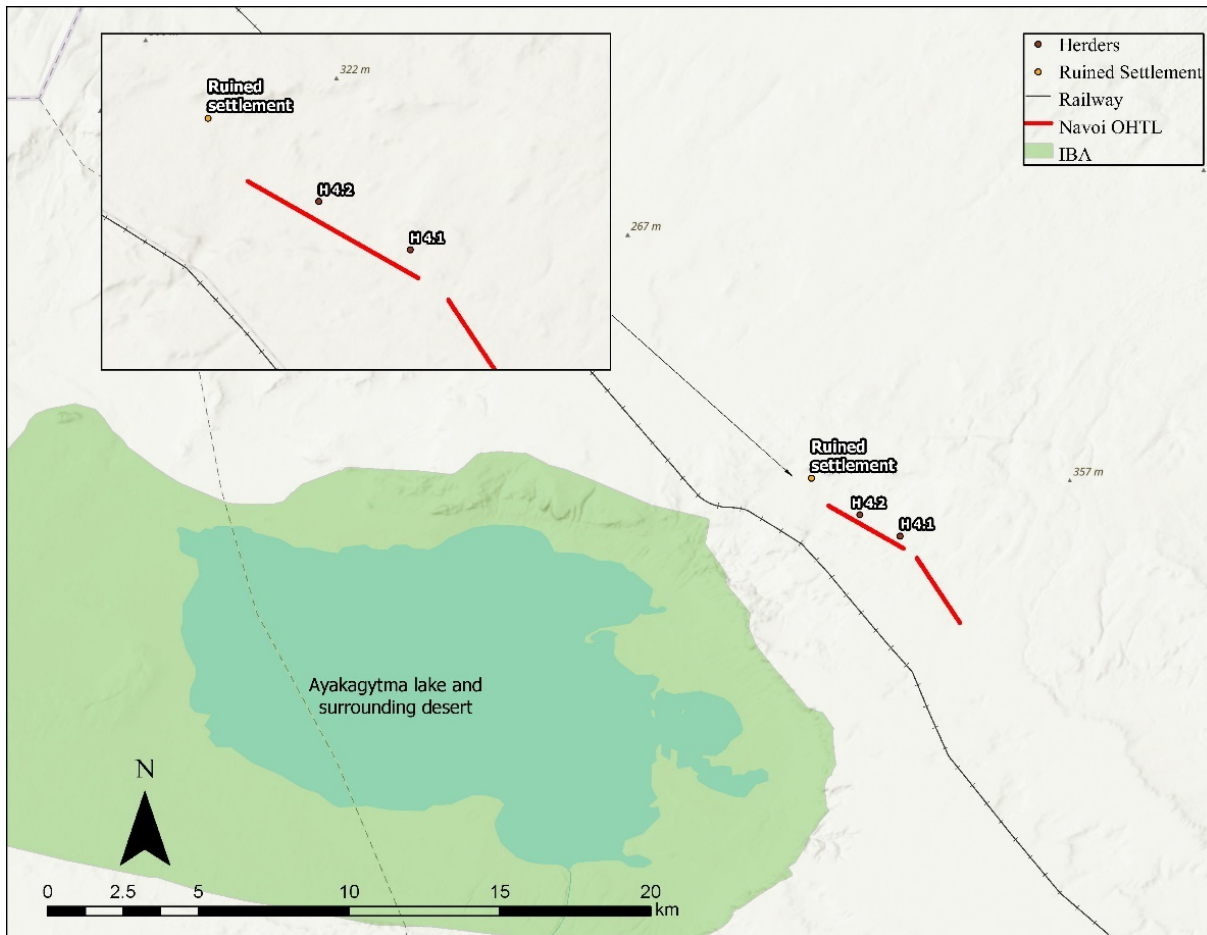 322 m
Ruined
settlement
H 4.2
H 4.1
267 m
Herders
Ruined Settlement
Railway
Navoi OHTL
IBA
Ruined
settlement
357 m
H 4.2
H 4.1
Ayakagytma lake and
surrounding desert
N
0 2.5 5 10 15 20
km